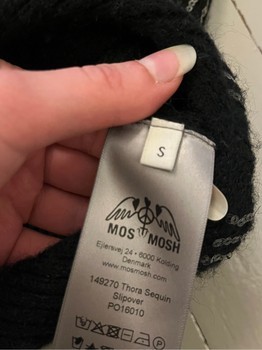 S
MOS MOSH
Ejlersvej 24 • 6000 Kolding
Denmark
www.mosmosh.com
149270 Thora Sequin
Slipover
PO16010